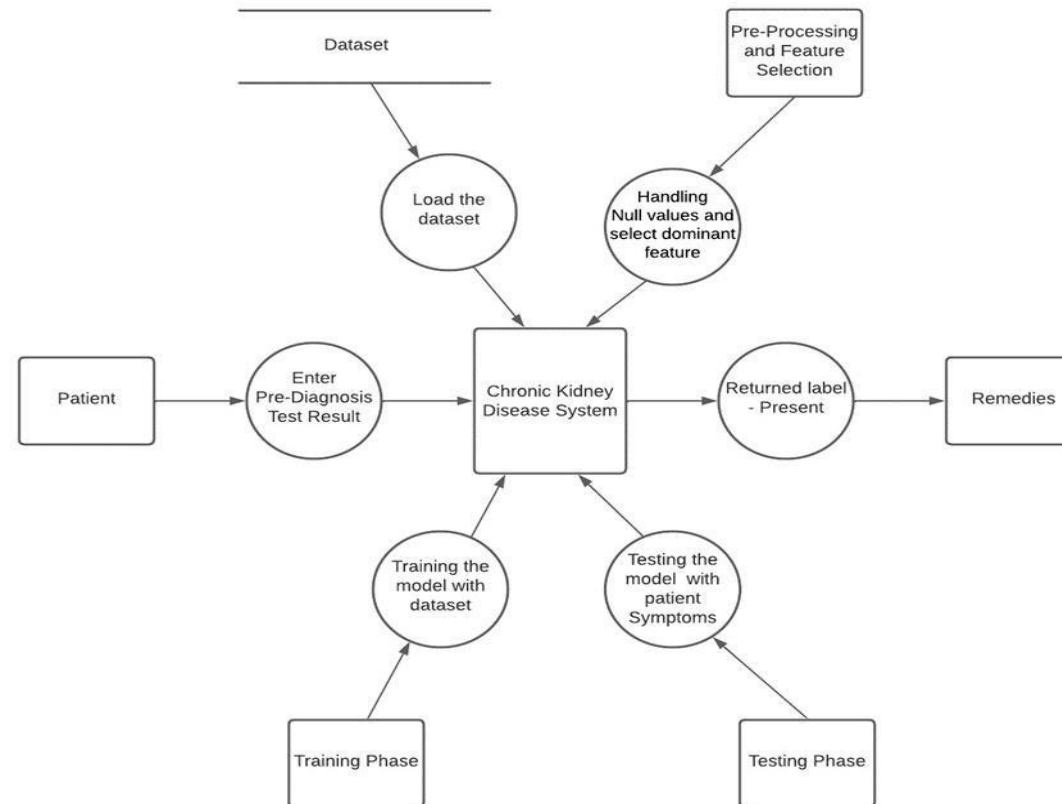 Dataset
Pre-Processing
and Feature
Selection
Load the
dataset
Handling
Null values and
select dominant
feature
Patient
Enter
Pre-Diagnosis
Test Result
Chronic Kidney
Disease System
Returned label
- Present
Remedies
Training the
model with
dataset
Testing the
model with
patient
Symptoms
Training Phase
Testing Phase